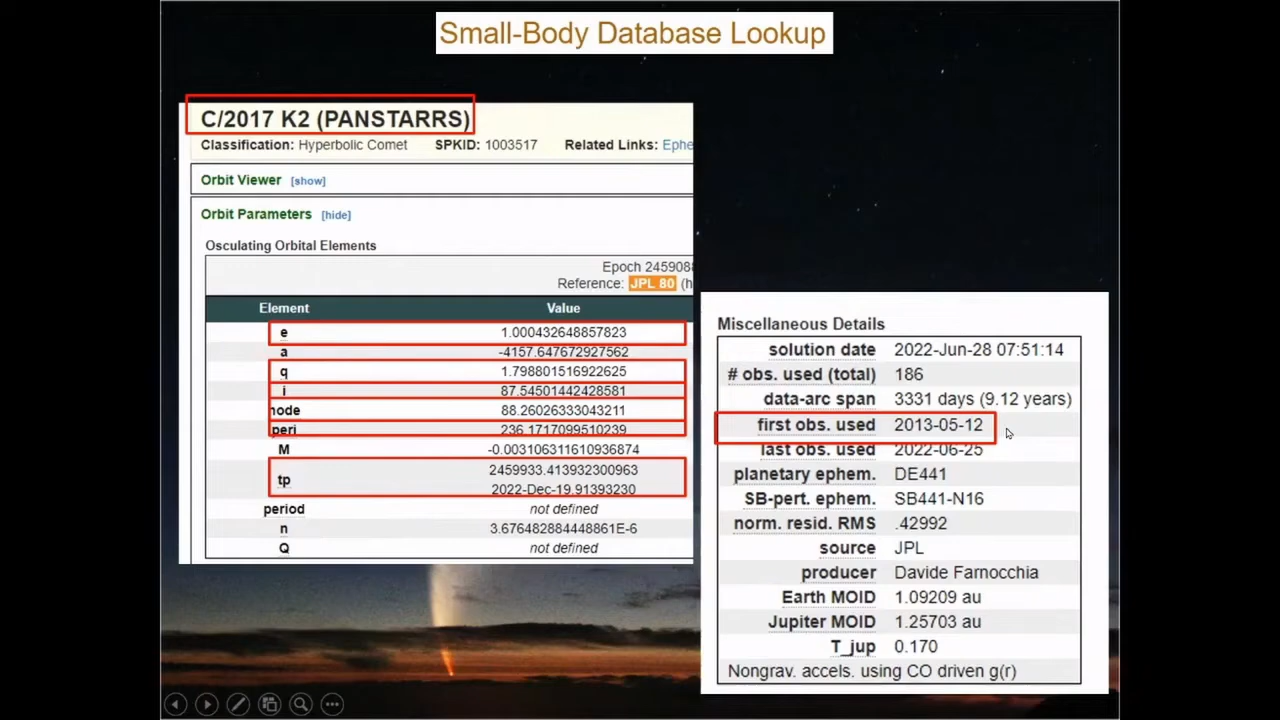 Small-Body Database Lookup
C/2017 K2 (PANSTARRS)
Classification: Hyperbolic Comet SPKID: 1003517 Related Links: Ephe
Orbit Viewer [show]
Orbit Parameters [hide]
Osculating Orbital Elements
Epoch 2459088
Reference: JPL 80 (h
Element Value
e 1.000432648857823
a -4157.647672927562
q 1.798801516922625
i 87.54501442428581
node 88.26026333043211
peri 236.1717099510239
M -0.003106311610936874
tp 2459933.413932300963
2022-Dec-19.91393230
period not defined
n 3.676482884448861E-6
Q not defined
Miscellaneous Details
solution date 2022-Jun-28 07:51:14
# obs. used (total) 186
data-arc span 3331 days (9.12 years)
first obs. used 2013-05-12
last obs. used 2022-06-25
planetary ephem. DE441
SB-pert. ephem. SB441-N16
norm. resid. RMS .42992
source JPL
producer Davide Farnocchia
Earth MOID 1.09209 au
Jupiter MOID 1.25703 au
T_jup 0.170
Nongrav. accels. using CO driven g(r)